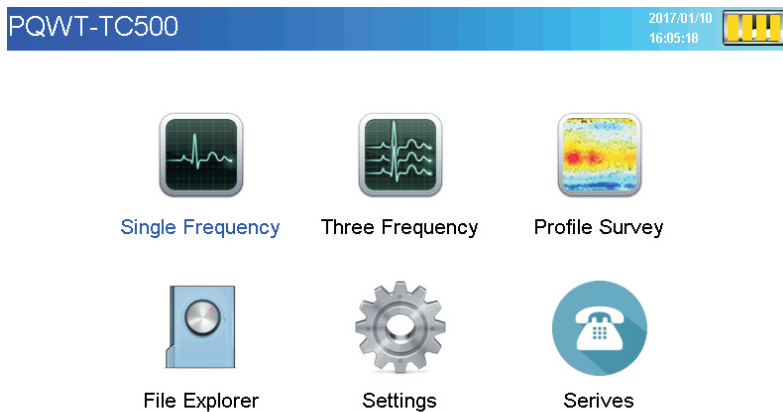 PQWT-TC500
2017/01/10
16:05:18
Single Frequency
Three Frequency
Profile Survey
File Explorer
Settings
Serives